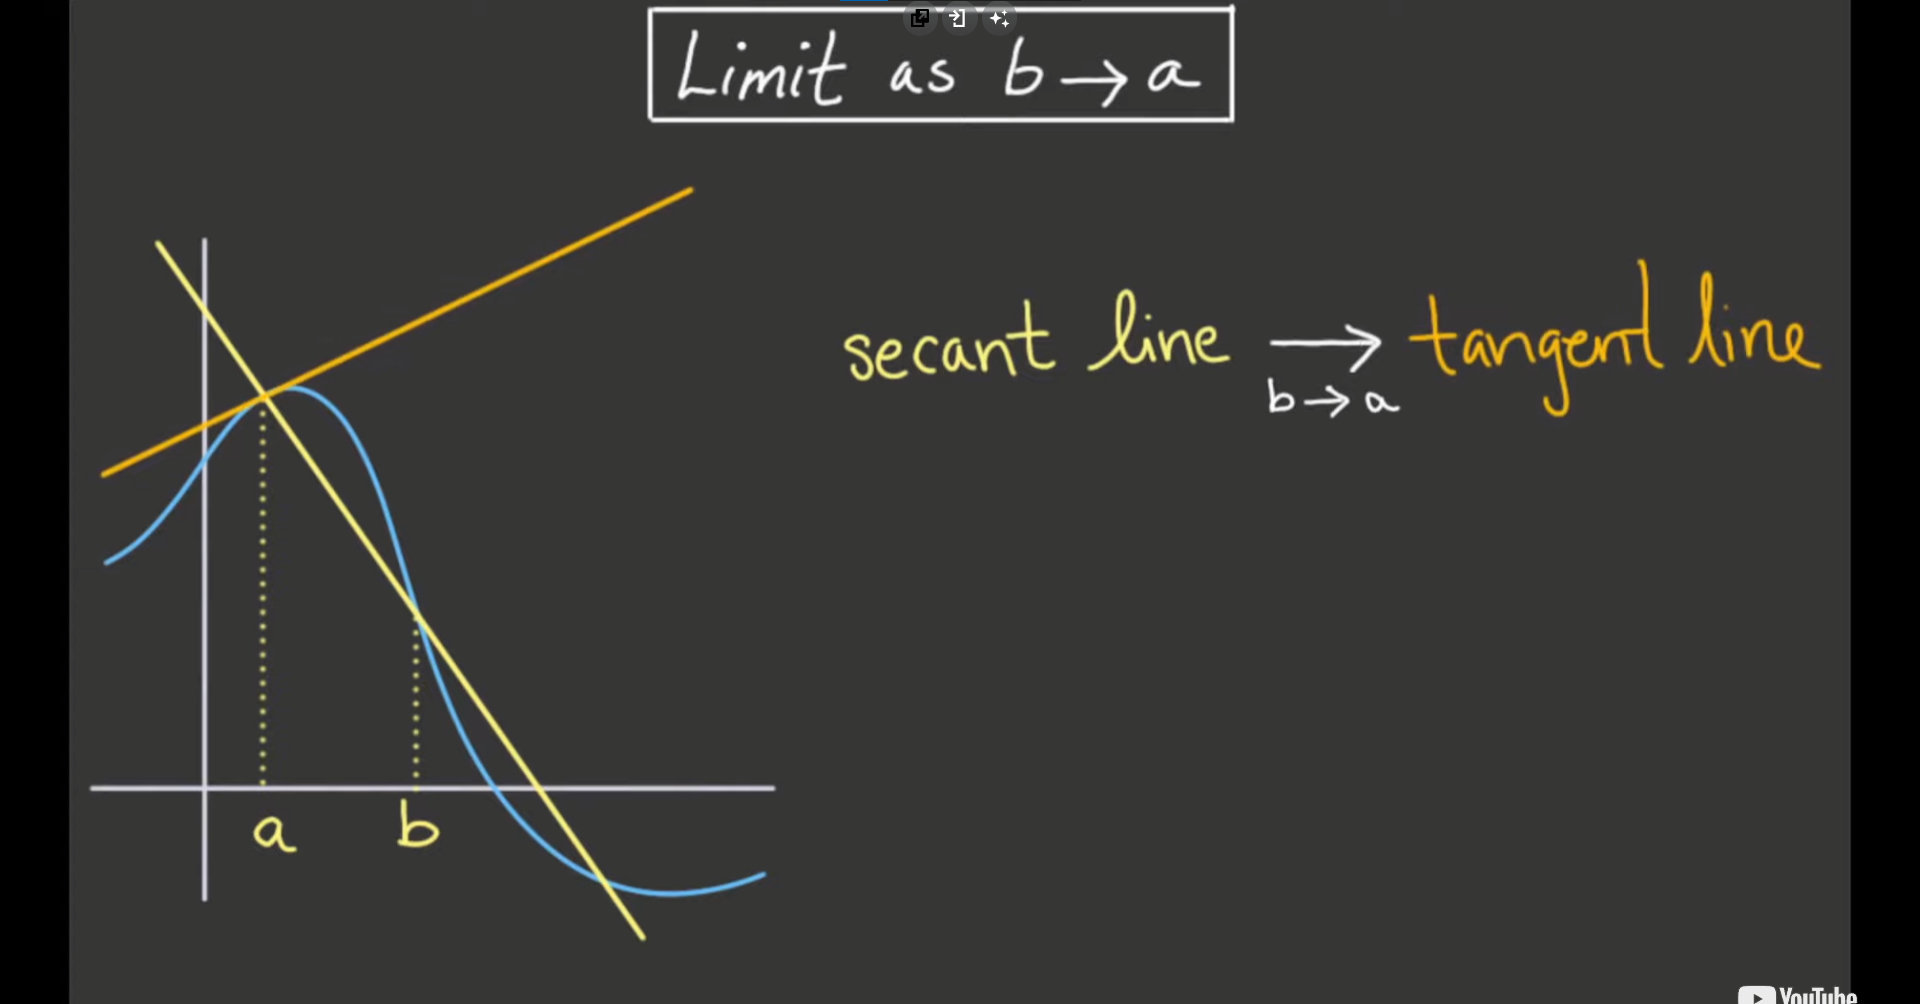 Limit as b → a
secant line → tangent line
b → a
a
b
YouTube